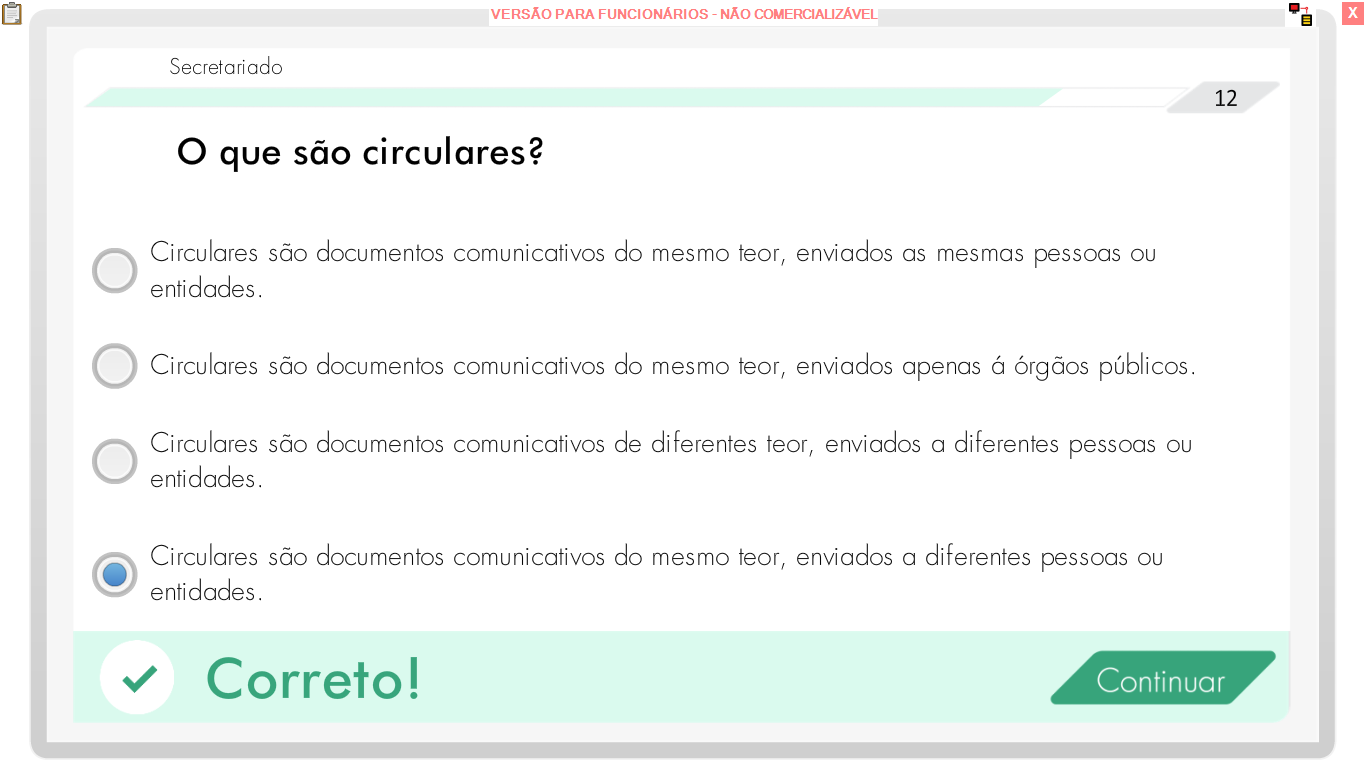 VERSÃO PARA FUNCIONÁRIOS - NÃO COMERCIALIZÁVEL
X
Secretariado
12
O que são circulares?
Circulares são documentos comunicativos do mesmo teor, enviados as mesmas pessoas ou
entidades.
Circulares são documentos comunicativos do mesmo teor, enviados apenas á órgãos públicos.
Circulares são documentos comunicativos de diferentes teor, enviados a diferentes pessoas ou
entidades.
Circulares são documentos comunicativos do mesmo teor, enviados a diferentes pessoas ou
entidades.
Correto!
Continuar